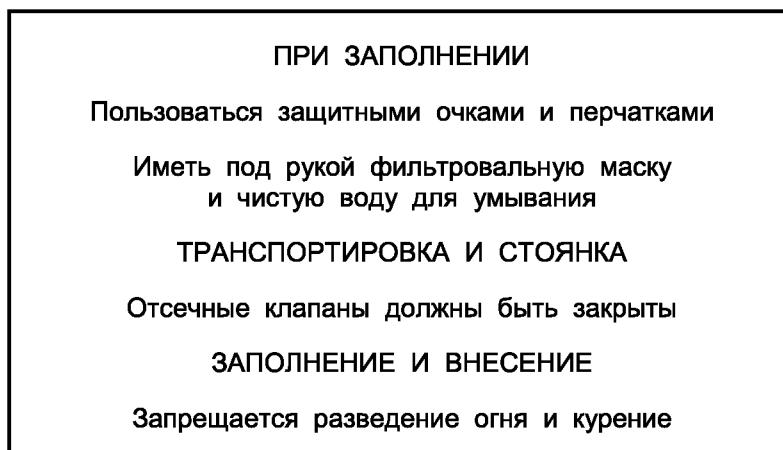 ПРИ ЗАПОЛНЕНИИ
Пользоваться защитными очками и перчатками
Иметь под рукой фильтровальную маску
и чистую воду для умывания
ТРАНСПОРТИРОВКА И СТОЯНКА
Отсечные клапаны должны быть закрыты
ЗАПОЛНЕНИЕ И ВНЕСЕНИЕ
Запрещается разведение огня и курение